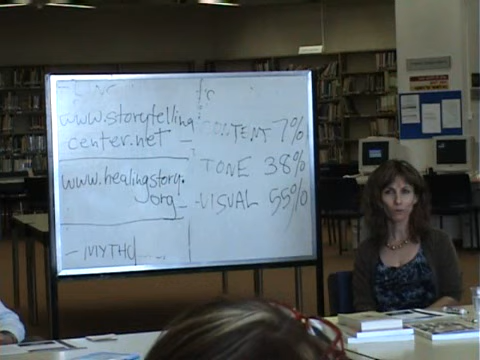 www.storytelling
center.net -
www.healingstory.
org -
- MYTHO.....
CONTENT 7%
TONE 38%
-VISUAL 55%